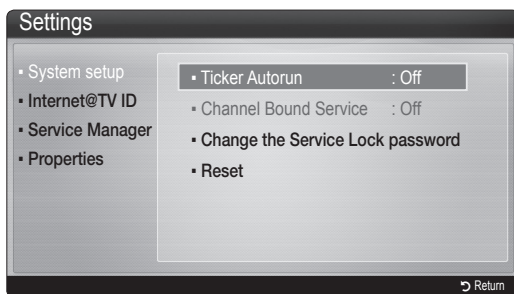 Settings
▪ System setup
▪ Internet@TV ID
▪ Service Manager
▪ Properties
▪ Ticker Autorun : Off
▪ Channel Bound Service : Off
▪ Change the Service Lock password
▪ Reset
Return